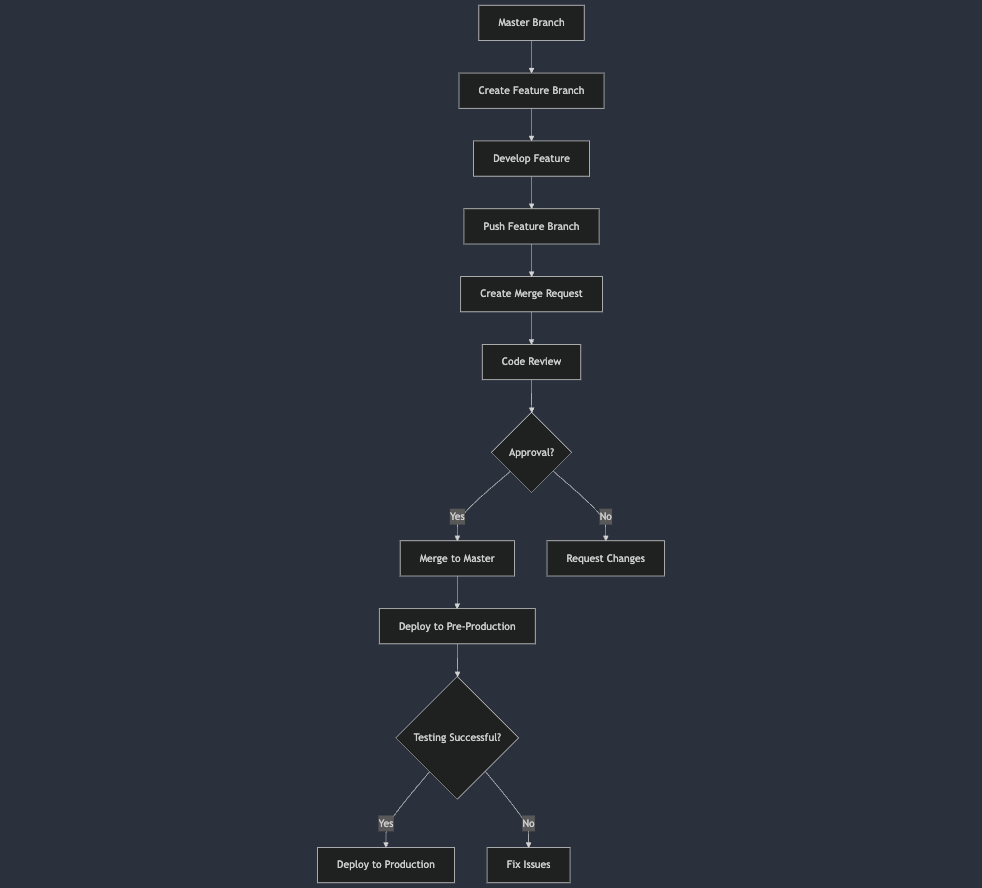 Master Branch
Create Feature Branch
Develop Feature
Push Feature Branch
Create Merge Request
Code Review
Approval?
Yes
No
Merge to Master
Request Changes
Deploy to Pre-Production
Testing Successful?
Yes
No
Deploy to Production
Fix Issues